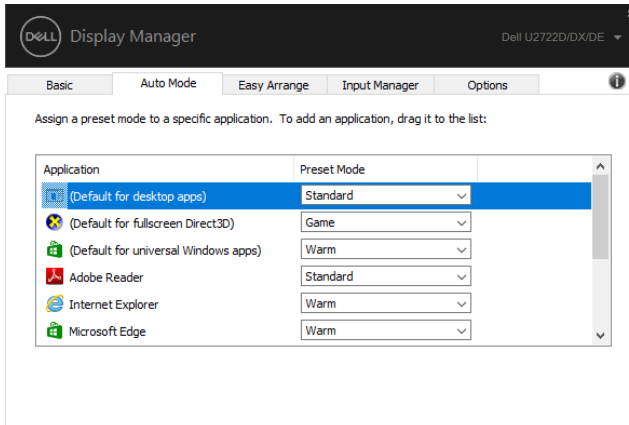 DELL Display Manager Dell U2722D/DX/DE
Basic Auto Mode Easy Arrange Input Manager Options
Assign a preset mode to a specific application. To add an application, drag it to the list:
Application Preset Mode
(Default for desktop apps) Standard
(Default for fullscreen Direct3D) Game
(Default for universal Windows apps) Warm
Adobe Reader Standard
Internet Explorer Warm
Microsoft Edge Warm